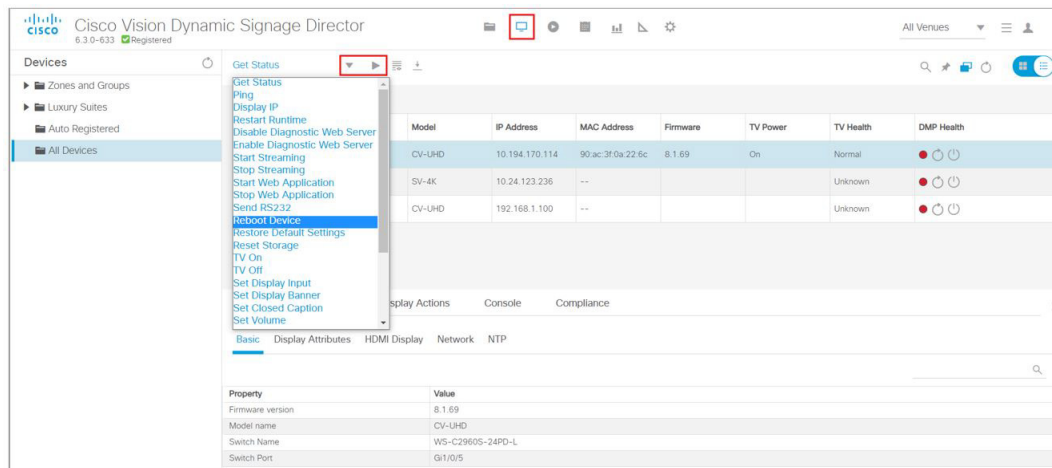 CISCO Cisco Vision Dynamic Signage Director
6.3.0-633 Registered
All Venues
Devices
Zones and Groups
Luxury Suites
Auto Registered
All Devices
Get Status
Get Status
Ping
Display IP
Restart Runtime
Disable Diagnostic Web Server
Enable Diagnostic Web Server
Start Streaming
Stop Streaming
Start Web Application
Stop Web Application
Send RS232
Reboot Device
Restore Default Settings
Reset Storage
TV On
TV Off
Set Display Input
Set Display Banner
Set Closed Caption
Set Volume
Model IP Address MAC Address Firmware TV Power TV Health DMP Health
CV-UHD 10.194.170.114 90:ac:3f:0a:22:6c 8.1.69 On Normal
SV-4K 10.24.123.236 -- Unknown
CV-UHD 192.168.1.100 -- Unknown
splay Actions Console Compliance
Basic Display Attributes HDMI Display Network NTP
Property Value
Firmware version 8.1.69
Model name CV-UHD
Switch Name WS-C2960S-24PD-L
Switch Port Gi1/0/5